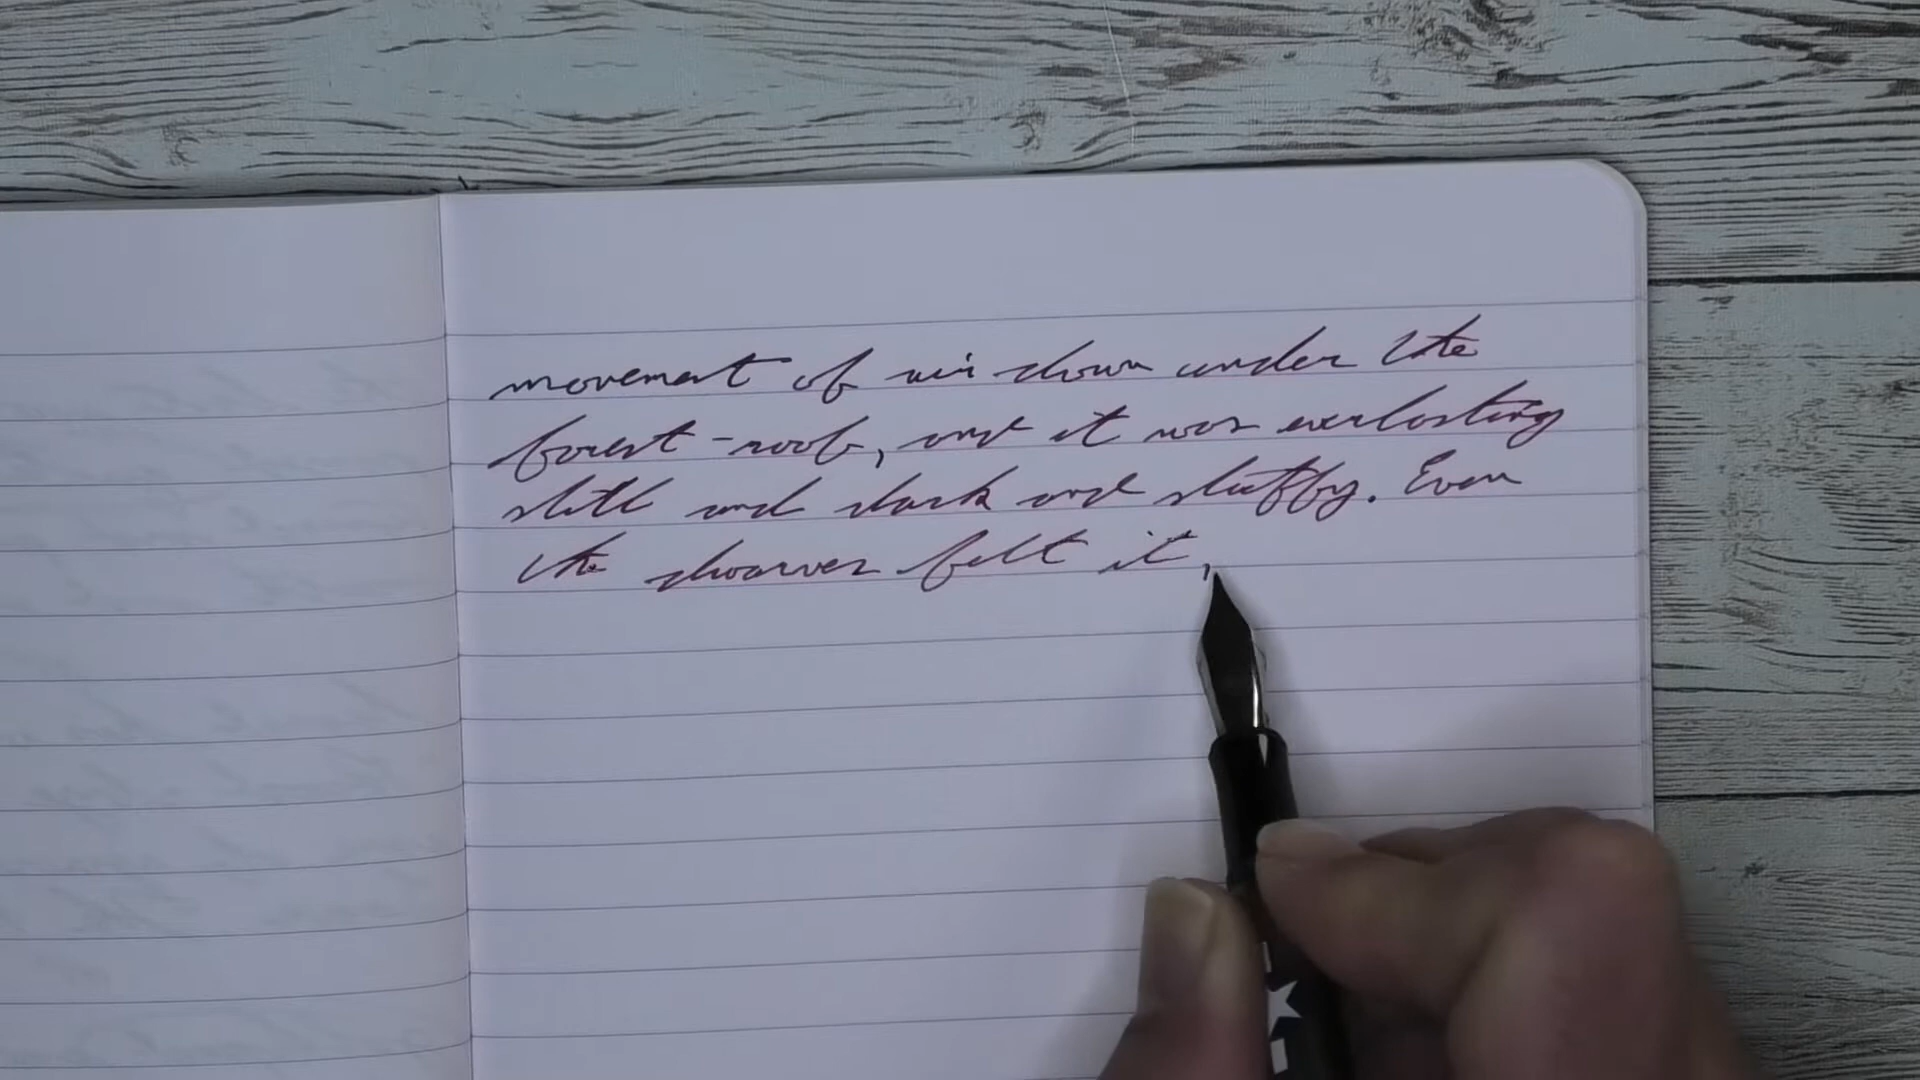 movement of air down under the
forest-roof, and it was everlasting
still and dark and stuffy. Even
the dwarves felt it,